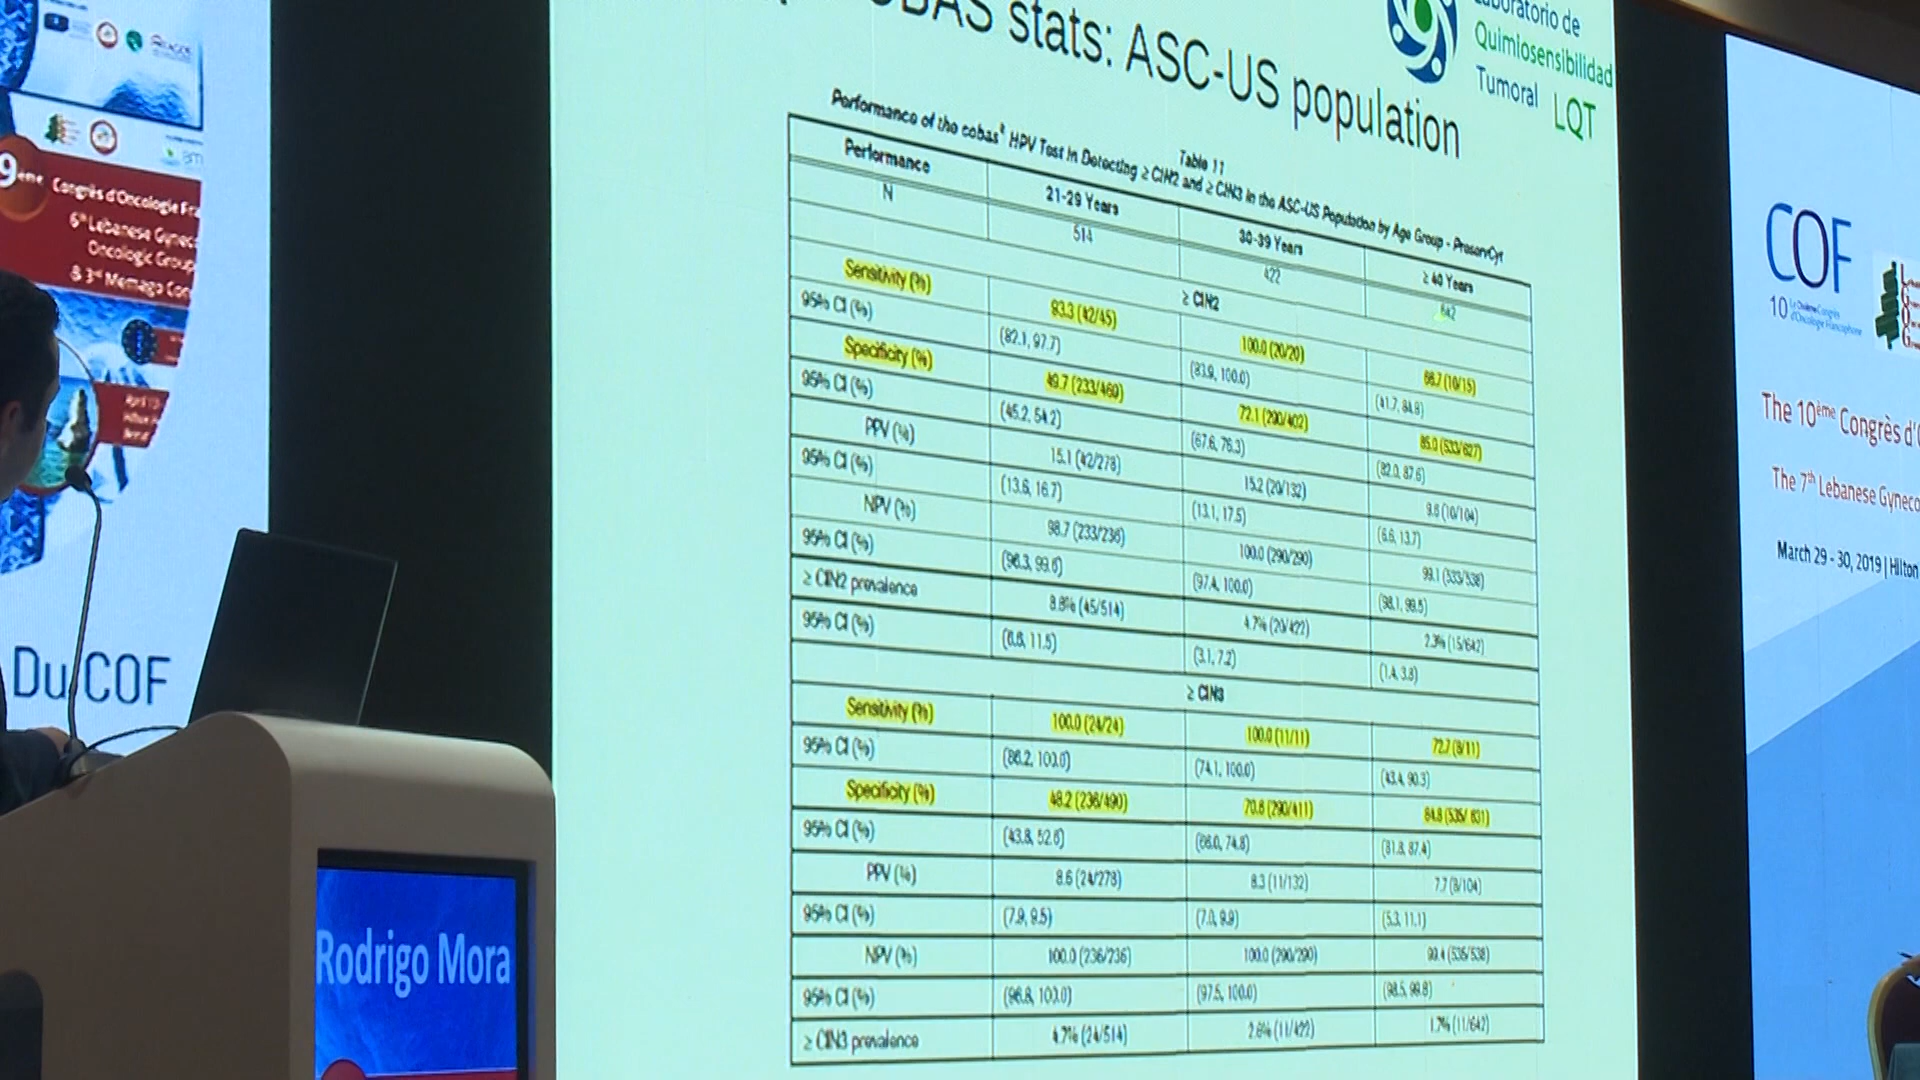 COBAS stats: ASC-US population
Laboratorio de
Quimiosensibilidad
Tumoral LQT
Table 11
Performance of the cobas® HPV Test in Detecting ≥ CIN2 and ≥ CIN3 in the ASC-US Population by Age Group - PreservCyt
Performance 21-29 Years 30-39 Years ≥ 40 Years
N 514 422 642
≥ CIN2
Sensitivity (%) 93.3 (42/45) 100.0 (20/20) 66.7 (10/15)
95% CI (%) (82.1, 97.7) (83.9, 100.0) (41.7, 84.8)
Specificity (%) 49.7 (233/469) 72.1 (290/402) 85.0 (533/627)
95% CI (%) (45.2, 54.2) (67.6, 76.3) (82.0, 87.6)
PPV (%) 15.1 (42/278) 15.2 (20/132) 9.6 (10/104)
95% CI (%) (13.6, 16.7) (13.1, 17.5) (6.6, 13.7)
NPV (%) 98.7 (233/236) 100.0 (290/290) 99.1 (533/538)
95% CI (%) (96.3, 99.6) (97.4, 100.0) (98.1, 99.5)
≥ CIN2 prevalence 8.8% (45/514) 4.7% (20/422) 2.3% (15/642)
95% CI (%) (6.6, 11.5) (3.1, 7.2) (1.4, 3.8)
≥ CIN3
Sensitivity (%) 100.0 (24/24) 100.0 (11/11) 72.7 (8/11)
95% CI (%) (86.2, 100.0) (74.1, 100.0) (43.4, 90.3)
Specificity (%) 48.2 (236/490) 70.6 (290/411) 84.8 (535/ 631)
95% CI (%) (43.8, 52.6) (66.0, 74.8) (81.8, 87.4)
PPV (%) 8.6 (24/278) 8.3 (11/132) 7.7 (8/104)
95% CI (%) (7.9, 9.5) (7.0, 9.9) (5.3, 11.1)
NPV (%) 100.0 (236/236) 100.0 (290/290) 99.4 (535/538)
95% CI (%) (96.8, 100.0) (97.5, 100.0) (98.5, 99.8)
≥ CIN3 prevalence 4.7% (24/514) 2.6% (11/422) 1.7% (11/642)
9ème Congrès d'Oncologie
6th Lebanese
Oncologic Group
& 3rd Memago
Du COF
Rodrigo Mora
COF
10 Le Dixième Congrès
d'Oncologie Francophone
The 10ème Congrès
The 7th Lebanese
March 29 - 30, 2019 | Hilton